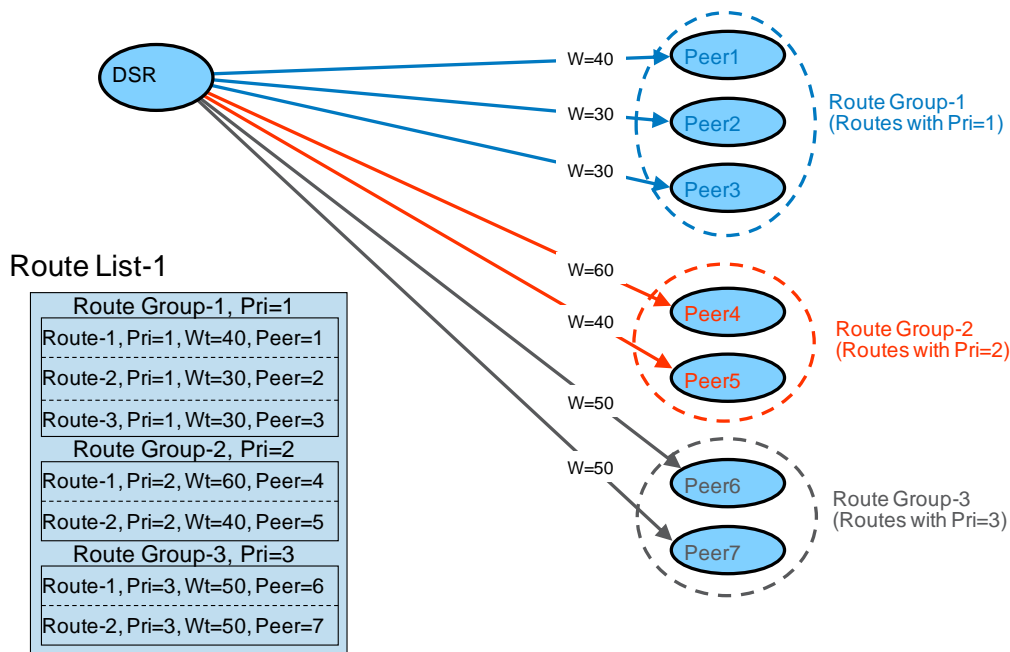 DSR
W=40
W=30
W=30
W=60
W=40
W=50
W=50
Peer1
Peer2
Peer3
Route Group-1
(Routes with Pri=1)
Peer4
Peer5
Route Group-2
(Routes with Pri=2)
Peer6
Peer7
Route Group-3
(Routes with Pri=3)
Route List-1
Route Group-1, Pri=1
Route-1, Pri=1, Wt=40, Peer=1
Route-2, Pri=1, Wt=30, Peer=2
Route-3, Pri=1, Wt=30, Peer=3
Route Group-2, Pri=2
Route-1, Pri=2, Wt=60, Peer=4
Route-2, Pri=2, Wt=40, Peer=5
Route Group-3, Pri=3
Route-1, Pri=3, Wt=50, Peer=6
Route-2, Pri=3, Wt=50, Peer=7